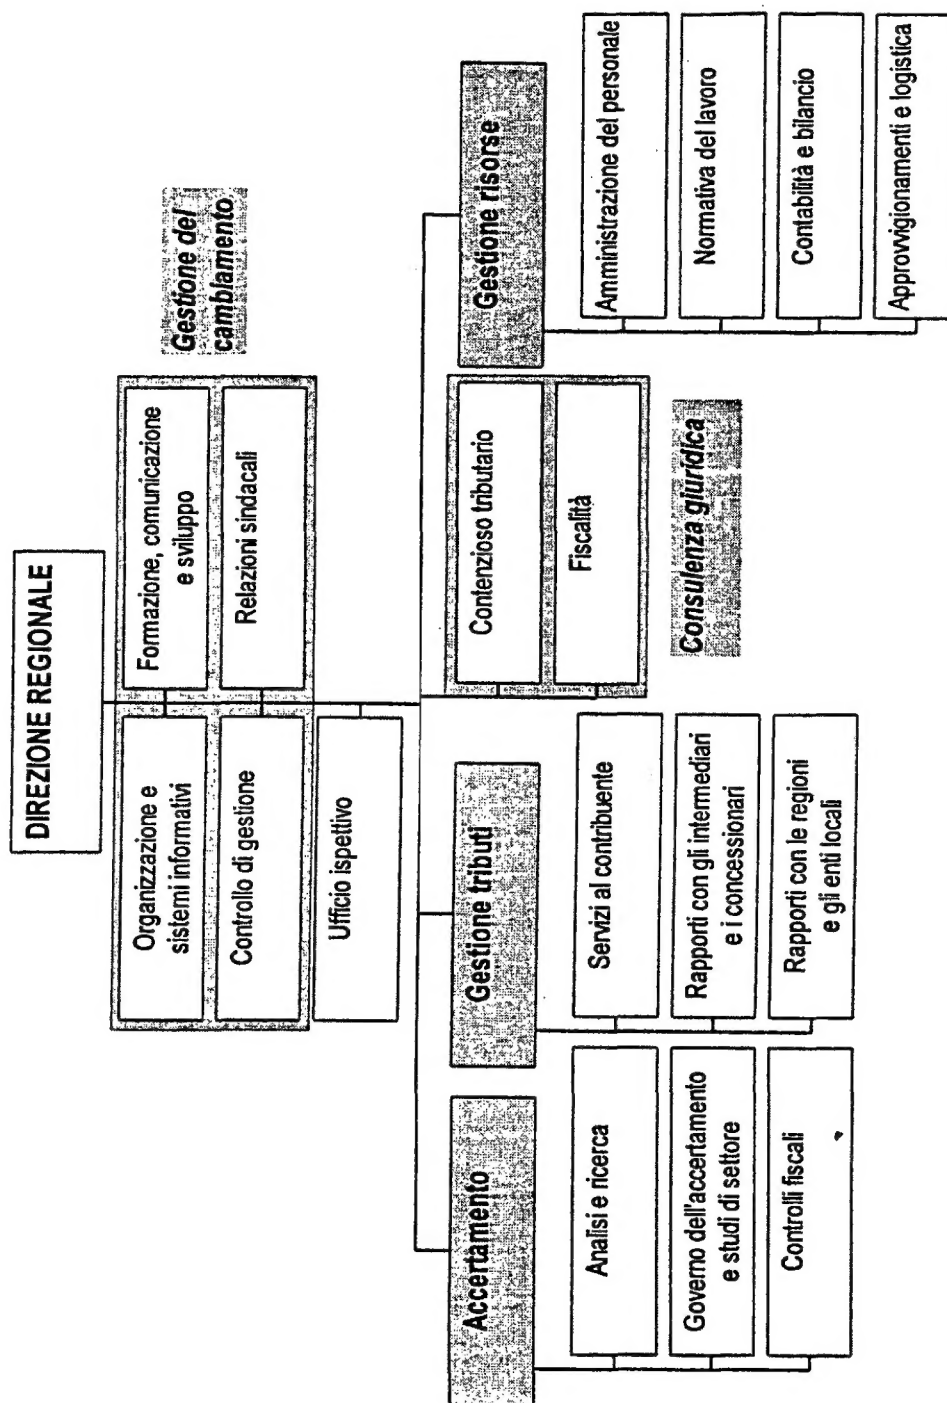 DIREZIONE REGIONALE
Organizzazione e
sistemi informativi
Formazione, comunicazione
e sviluppo
Gestione del
cambiamento
Controllo di gestione
Relazioni sindacali
Ufficio ispettivo
Accertamento
Analisi e ricerca
Governo dell'accertamento
e studi di settore
Controlli fiscali
Gestione tributi
Servizi al contribuente
Rapporti con gli intermediari
e i concessionari
Rapporti con le regioni
e gli enti locali
Contenzioso tributario
Fiscalità
Consulenza giuridica
Gestione risorse
Amministrazione del personale
Normativa del lavoro
Contabilità e bilancio
Approvvigionamenti e logistica